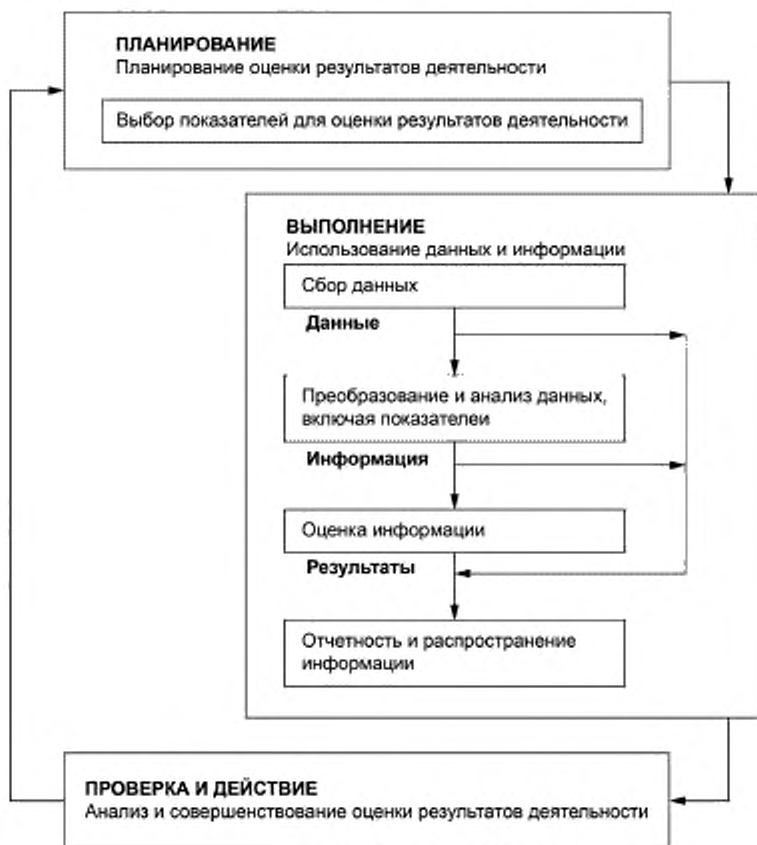 ПЛАНИРОВАНИЕ
Планирование оценки результатов деятельности
Выбор показателей для оценки результатов деятельности
ВЫПОЛНЕНИЕ
Использование данных и информации
Сбор данных
Данные
Преобразование и анализ данных,
включая показателеи
Информация
Оценка информации
Результаты
Отчетность и распространение
информации
ПРОВЕРКА И ДЕЙСТВИЕ
Анализ и совершенствование оценки результатов деятельности